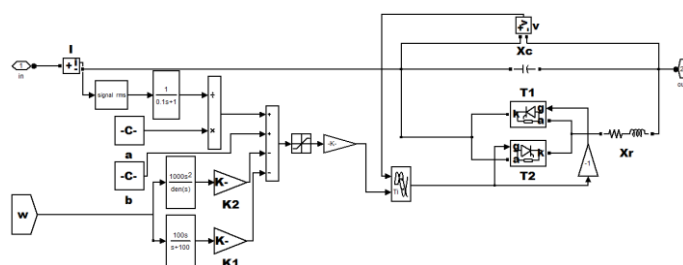 I
v
1
in
signal rms
1
0.1s+1
÷
×
-C-
a
-C-
b
+
+
−
−
-K-
Xc
T1
k
g
a
T2
g
a
k
Xr
-1
1000s²
den(s)
K-
K2
w
100s
s+100
K-
K1